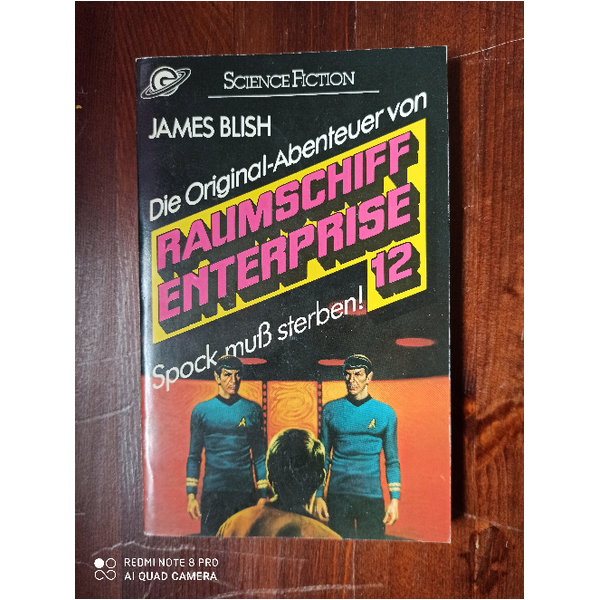 G
SCIENCE FICTION
JAMES BLISH
Die Original-Abenteuer von
RAUMSCHIFF
ENTERPRISE
12
Spock muß sterben!
REDMI NOTE 8 PRO
AI QUAD CAMERA